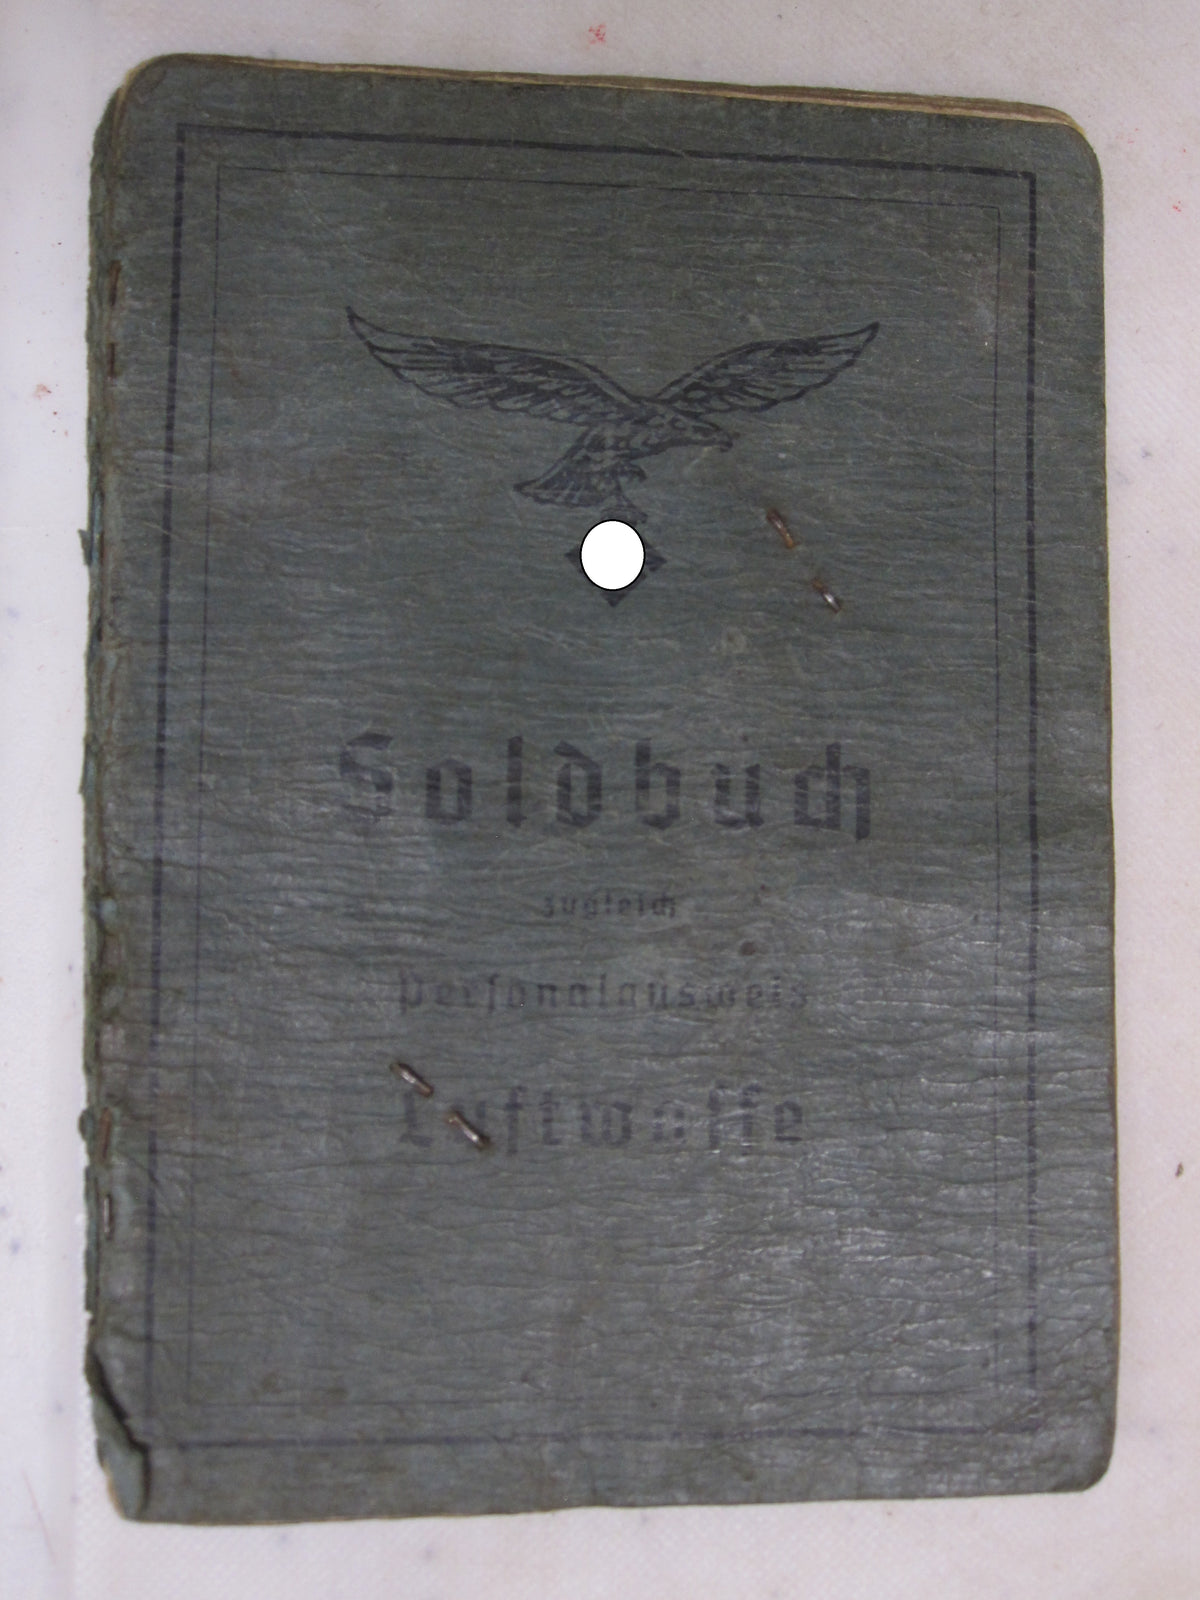 Soldbuch
zugleich
Personalausweis
Luftwaffe